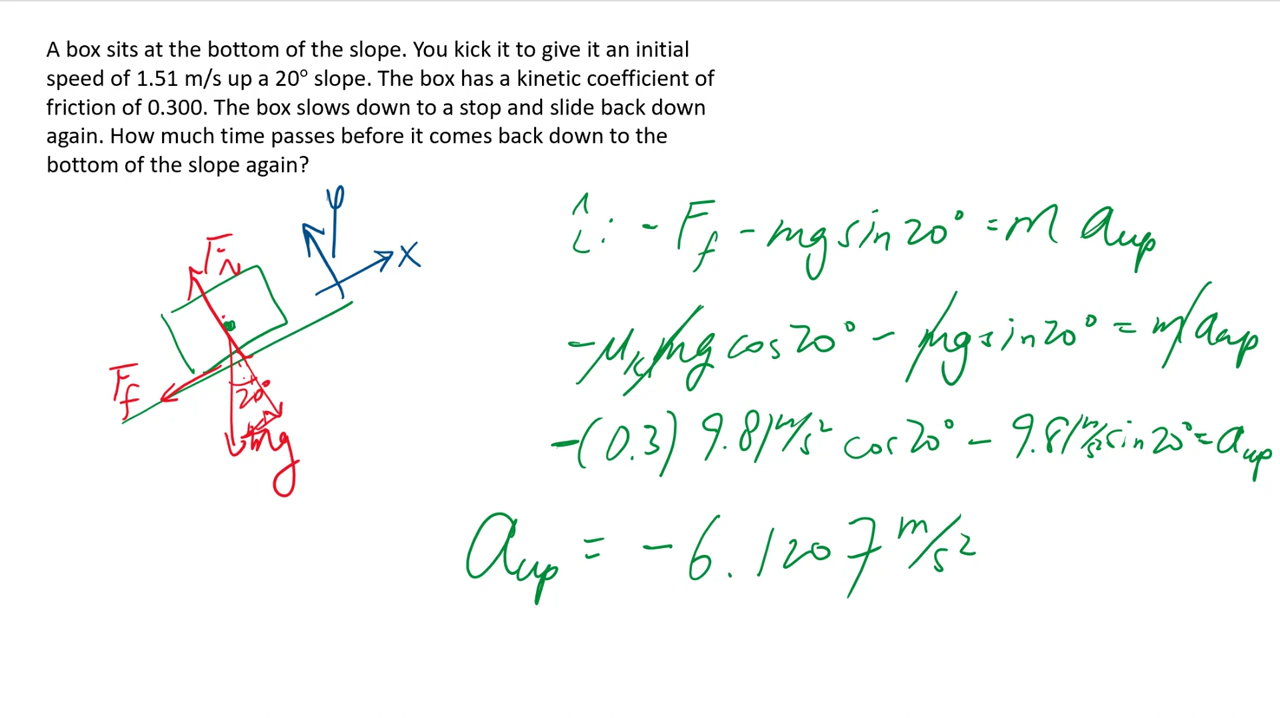 A box sits at the bottom of the slope. You kick it to give it an initial
speed of 1.51 m/s up a 20° slope. The box has a kinetic coefficient of
friction of 0.300. The box slows down to a stop and slide back down
again. How much time passes before it comes back down to the
bottom of the slope again?
y
x
F_N
F_f
20°
mg
î: -F_f - mg sin 20° = m a_up
-μ_k mg cos 20° - mg sin 20° = m a_up
-(0.3) 9.81 m/s² cos 20° - 9.81 m/s² sin 20° = a_up
a_up = -6.1207 m/s²